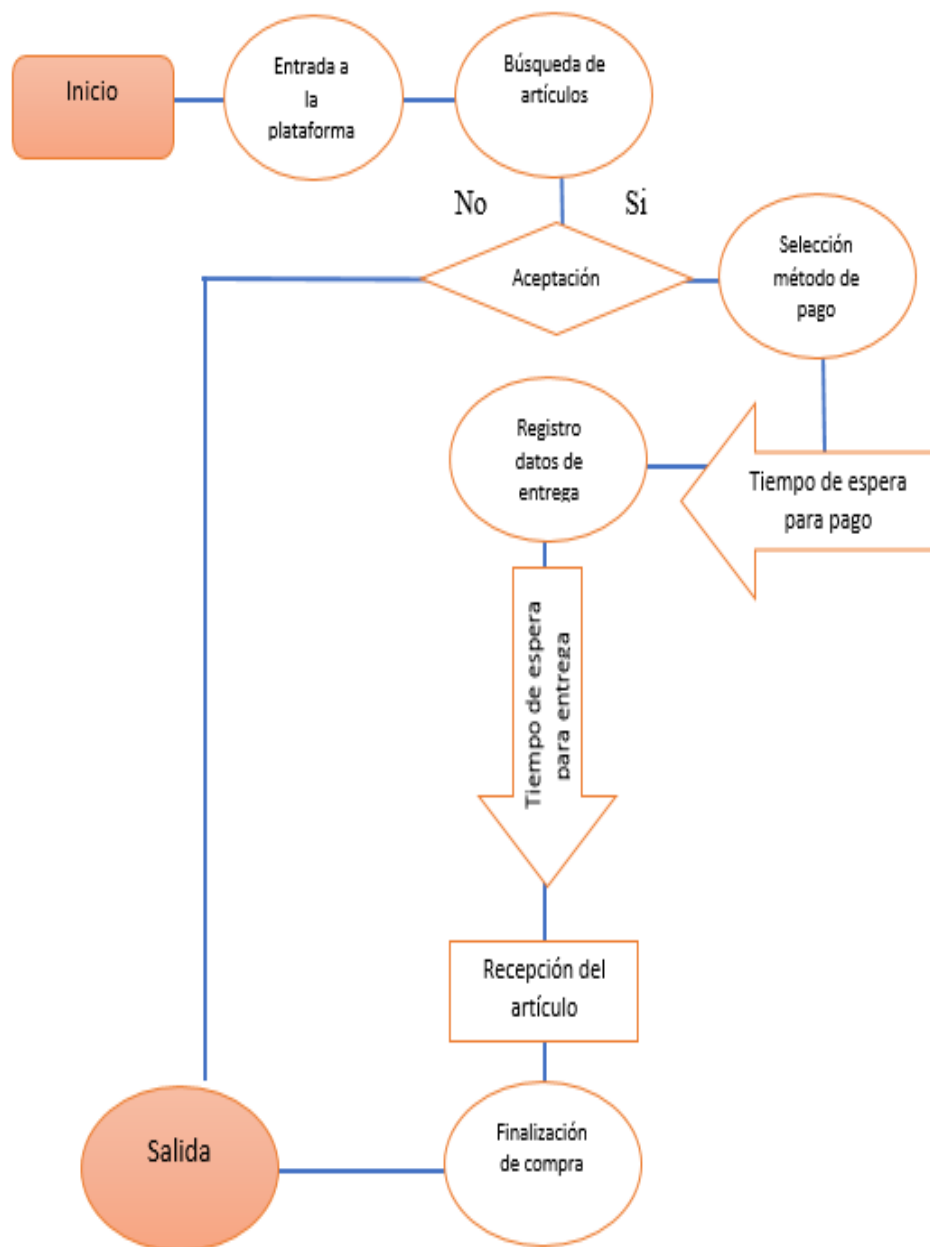 Inicio
Entrada a
la
plataforma
Búsqueda de
artículos
No
Si
Aceptación
Selección
método de
pago
Registro
datos de
entrega
Tiempo de espera
para pago
Tiempo de espera
para entrega
Recepción del
artículo
Salida
Finalización
de compra